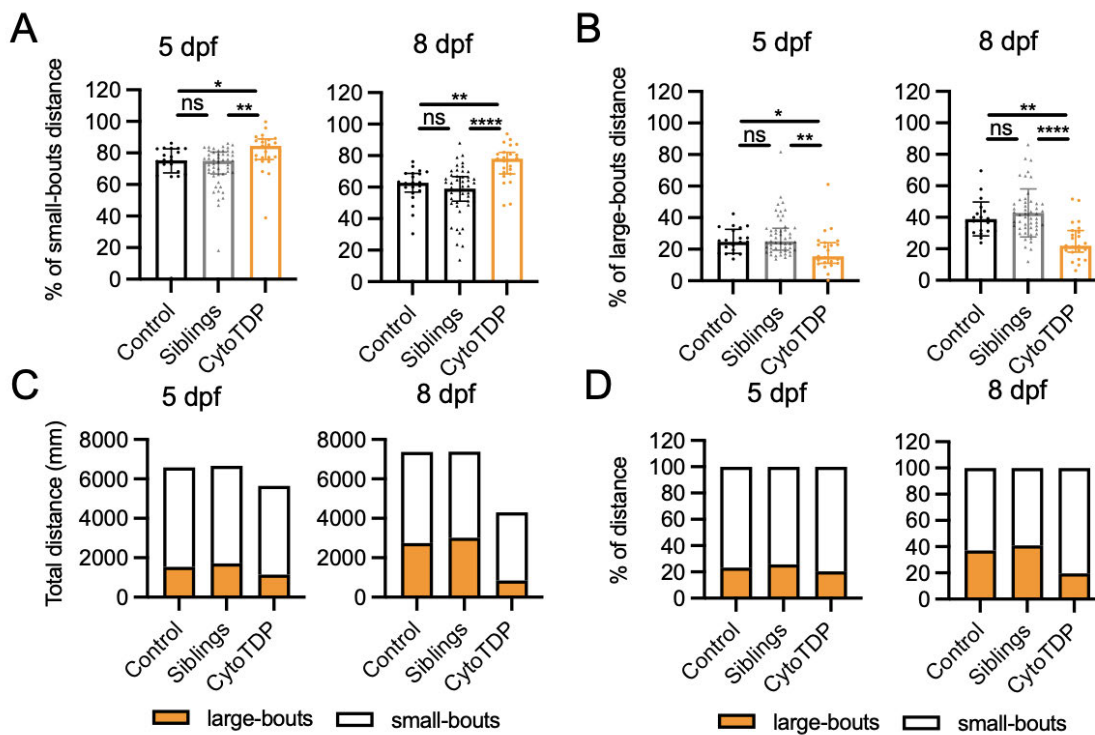 A
5 dpf
8 dpf
% of small-bouts distance
120
100
80
60
40
20
0
*
ns
**
Control
Siblings
CytoTDP
120
100
80
60
40
20
0
**
ns
****
Control
Siblings
CytoTDP
B
5 dpf
8 dpf
% of large-bouts distance
120
100
80
60
40
20
0
*
ns
**
Control
Siblings
CytoTDP
120
100
80
60
40
20
0
**
ns
****
Control
Siblings
CytoTDP
C
5 dpf
8 dpf
Total distance (mm)
8000
6000
4000
2000
0
Control
Siblings
CytoTDP
8000
6000
4000
2000
0
Control
Siblings
CytoTDP
large-bouts
small-bouts
D
5 dpf
8 dpf
% of distance
120
100
80
60
40
20
0
Control
Siblings
CytoTDP
120
100
80
60
40
20
0
Control
Siblings
CytoTDP
large-bouts
small-bouts